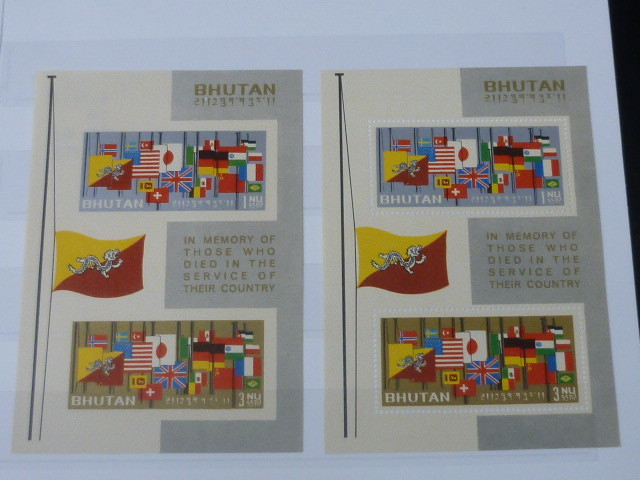 BHUTAN
BHUTAN
1 NU
IN MEMORY OF
THOSE WHO
DIED IN THE
SERVICE OF
THEIR COUNTRY
BHUTAN
3 NU
BHUTAN
BHUTAN
1 NU
IN MEMORY OF
THOSE WHO
DIED IN THE
SERVICE OF
THEIR COUNTRY
BHUTAN
3 NU